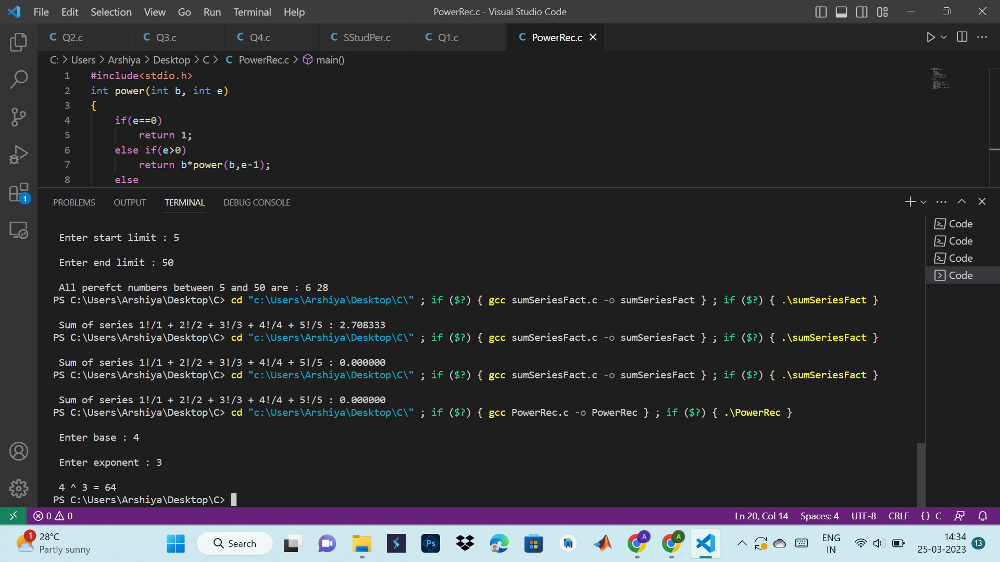 File Edit Selection View Go Run Terminal Help PowerRec.c - Visual Studio Code
C Q2.c C Q3.c C Q4.c C SStudPer.c C Q1.c C PowerRec.c
C: > Users > Arshiya > Desktop > C > C PowerRec.c > main()
1 #include<stdio.h>
2 int power(int b, int e)
3 {
4 if(e==0)
5 return 1;
6 else if(e>0)
7 return b*power(b,e-1);
8 else
1
PROBLEMS OUTPUT TERMINAL DEBUG CONSOLE
Code
Code
Code
Code
Enter start limit : 5
Enter end limit : 50
All perefct numbers between 5 and 50 are : 6 28
PS C:\Users\Arshiya\Desktop\C> cd "c:\Users\Arshiya\Desktop\C\" ; if ($?) { gcc sumSeriesFact.c -o sumSeriesFact } ; if ($?) { .\sumSeriesFact }
Sum of series 1!/1 + 2!/2 + 3!/3 + 4!/4 + 5!/5 : 2.708333
PS C:\Users\Arshiya\Desktop\C> cd "c:\Users\Arshiya\Desktop\C\" ; if ($?) { gcc sumSeriesFact.c -o sumSeriesFact } ; if ($?) { .\sumSeriesFact }
Sum of series 1!/1 + 2!/2 + 3!/3 + 4!/4 + 5!/5 : 0.000000
PS C:\Users\Arshiya\Desktop\C> cd "c:\Users\Arshiya\Desktop\C\" ; if ($?) { gcc sumSeriesFact.c -o sumSeriesFact } ; if ($?) { .\sumSeriesFact }
Sum of series 1!/1 + 2!/2 + 3!/3 + 4!/4 + 5!/5 : 0.000000
PS C:\Users\Arshiya\Desktop\C> cd "c:\Users\Arshiya\Desktop\C\" ; if ($?) { gcc PowerRec.c -o PowerRec } ; if ($?) { .\PowerRec }
Enter base : 4
Enter exponent : 3
4 ^ 3 = 64
PS C:\Users\Arshiya\Desktop\C>
0 0 Ln 20, Col 14 Spaces: 4 UTF-8 CRLF {} C
1 28°C
Partly sunny
Search
Ps
A
A
ENG
IN
14:34
25-03-2023
13